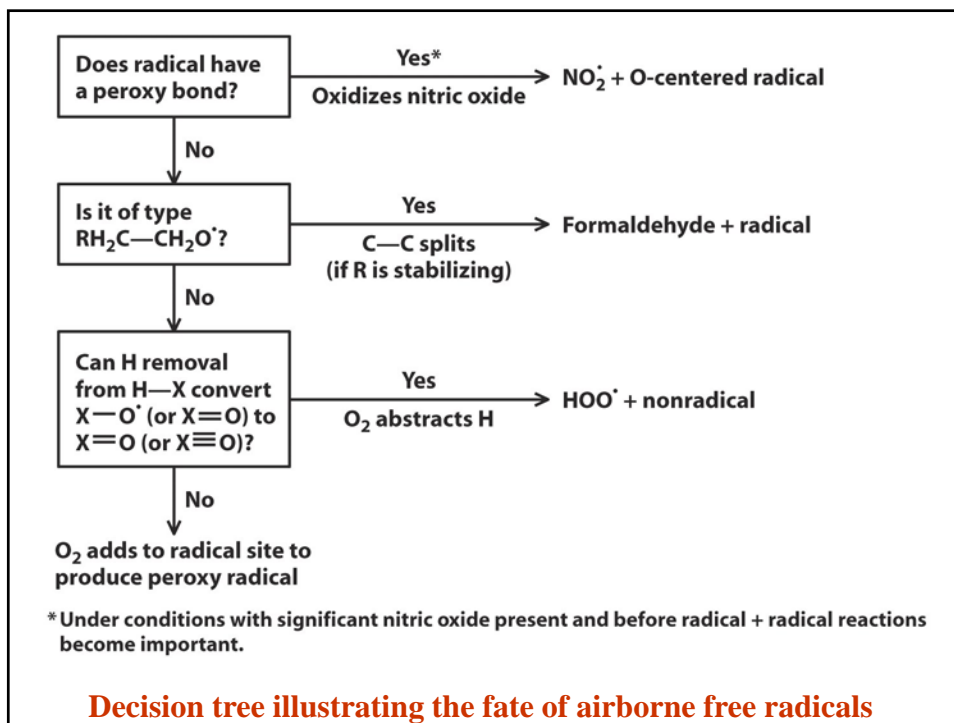 Does radical have
a peroxy bond?
Yes*
Oxidizes nitric oxide
NO₂˙ + O-centered radical
No
Is it of type
RH₂C—CH₂O˙?
Yes
C—C splits
(if R is stabilizing)
Formaldehyde + radical
No
Can H removal
from H—X convert
X—O˙ (or X=O) to
X=O (or X≡O)?
Yes
O₂ abstracts H
HOO˙ + nonradical
No
O₂ adds to radical site to
produce peroxy radical
*Under conditions with significant nitric oxide present and before radical + radical reactions
become important.
Decision tree illustrating the fate of airborne free radicals